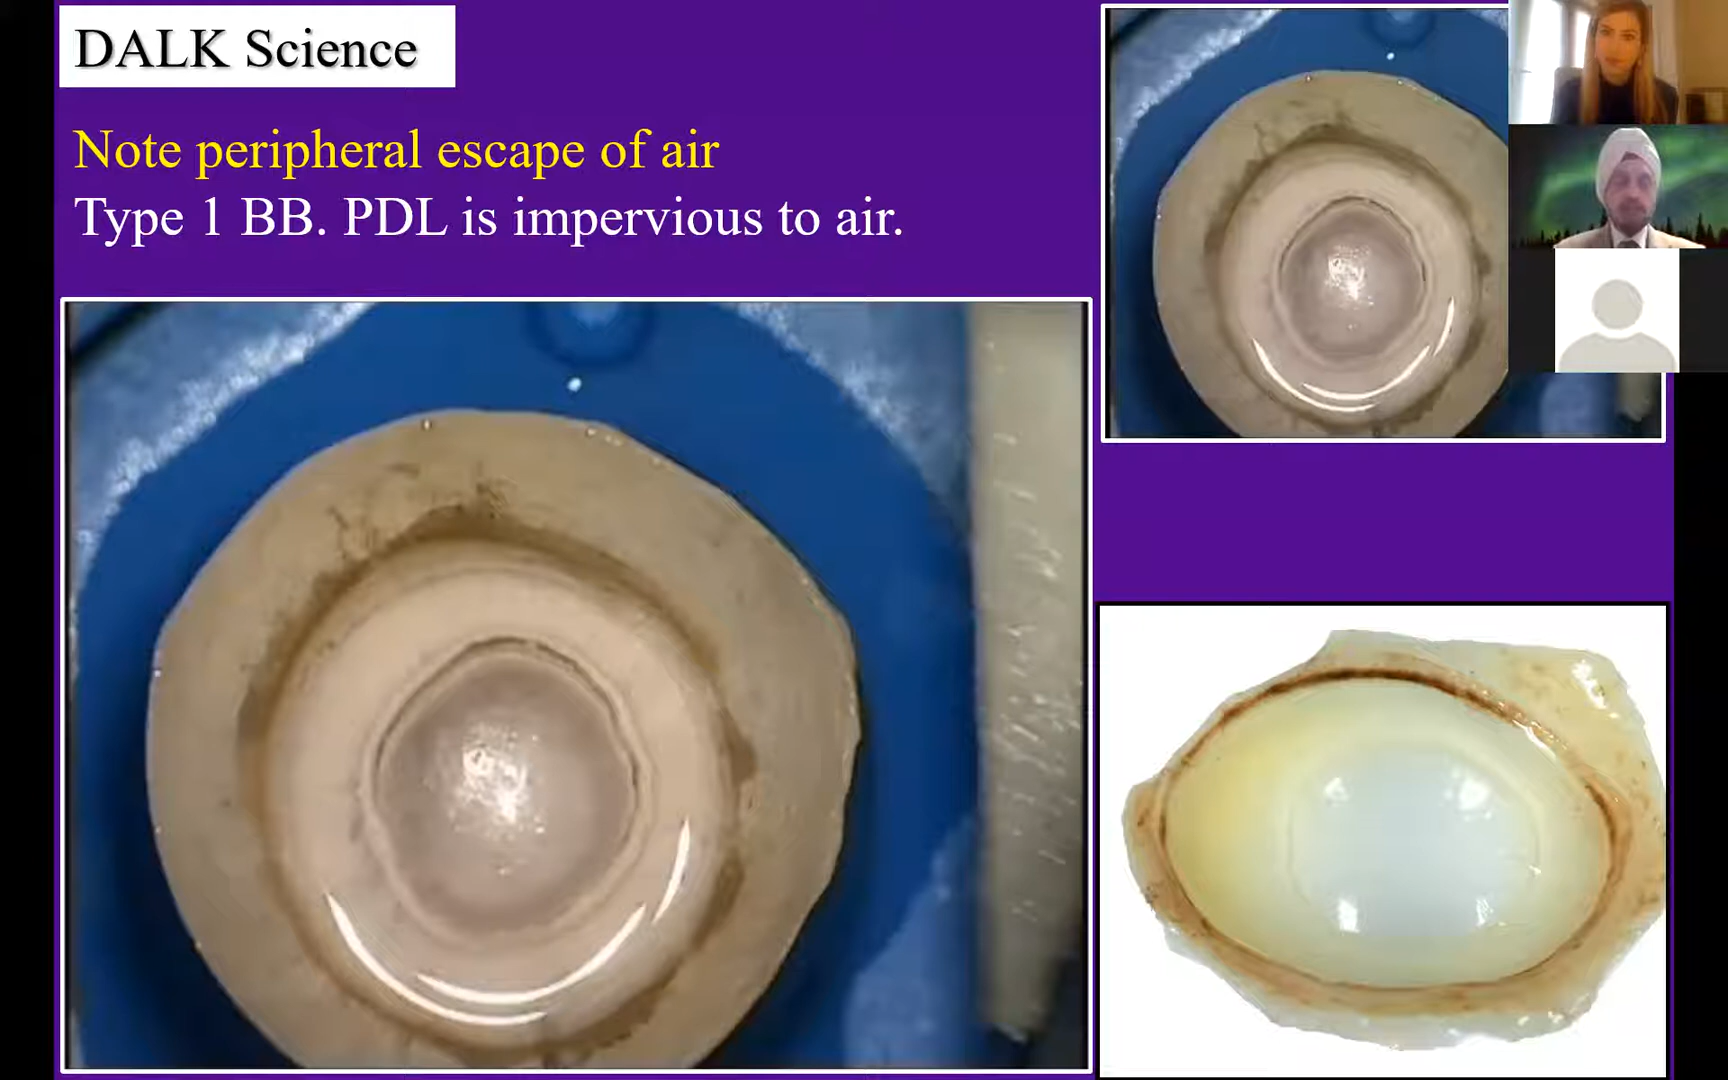 DALK Science
Note peripheral escape of air
Type 1 BB. PDL is impervious to air.